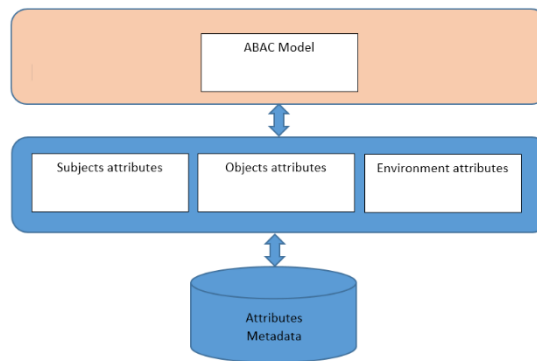 ABAC Model
Subjects attributes
Objects attributes
Environment attributes
Attributes
Metadata